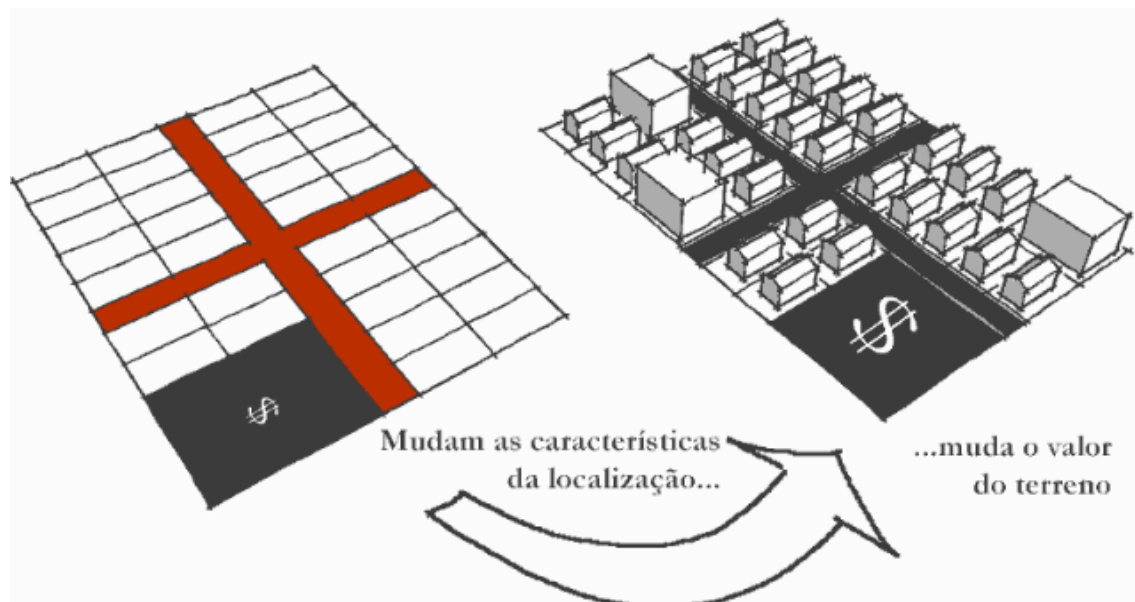 $
$
Mudam as características
da localização...
...muda o valor
do terreno